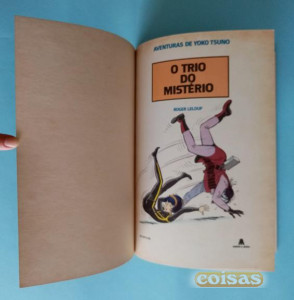 AVENTURAS DE YOKO TSUNO
O TRIO
DO
MISTÉRIO
ROGER LELOUP
coisas